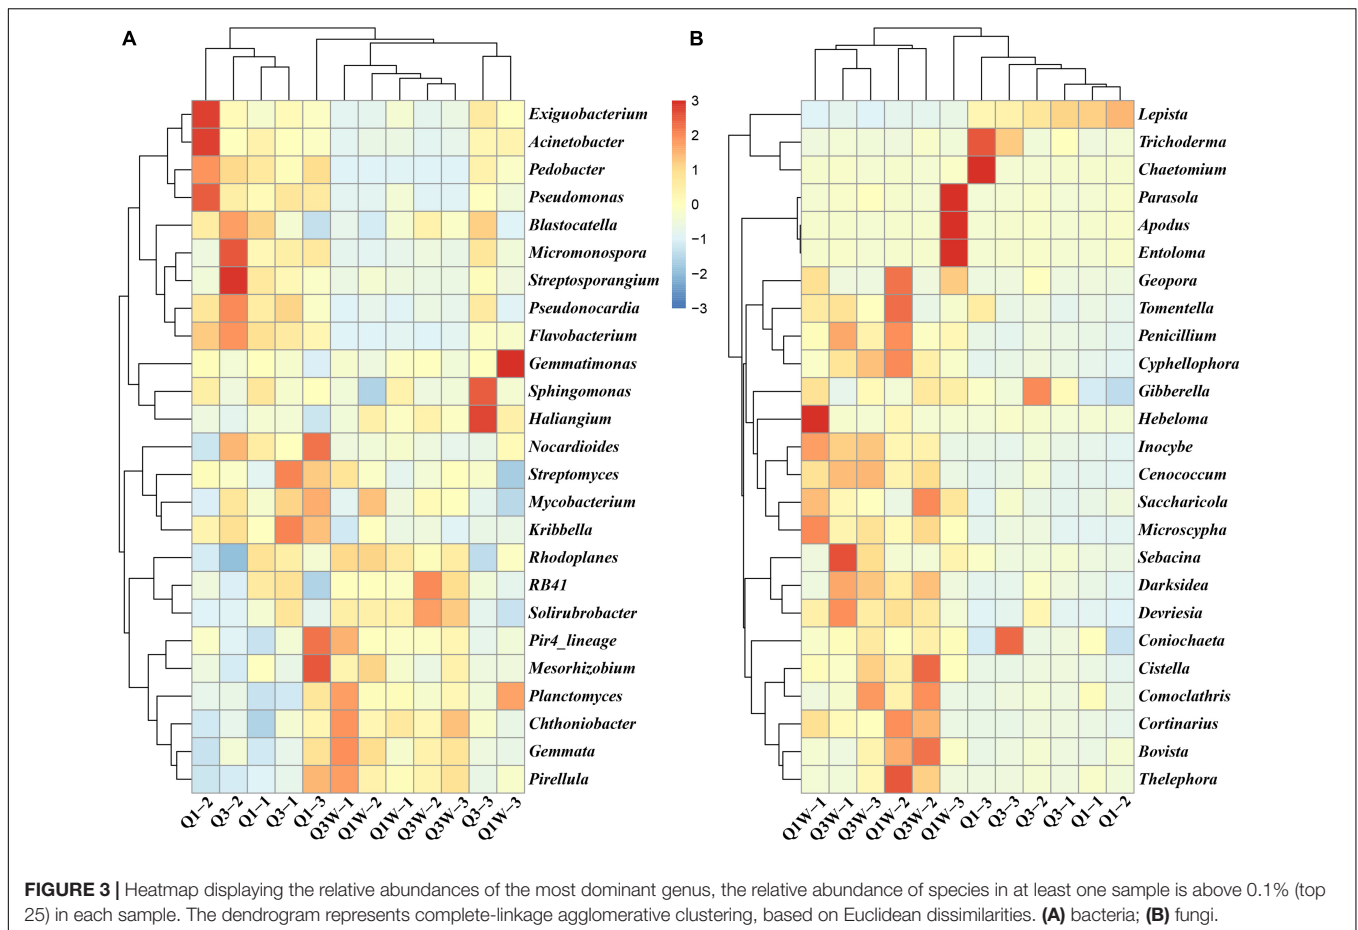 A
Exiguobacterium
Acinetobacter
Pedobacter
Pseudomonas
Blastocatella
Micromonospora
Streptosporangium
Pseudonocardia
Flavobacterium
Gemmatimonas
Sphingomonas
Haliangium
Nocardioides
Streptomyces
Mycobacterium
Kribbella
Rhodoplanes
RB41
Solirubrobacter
Pir4_lineage
Mesorhizobium
Planctomyces
Chthoniobacter
Gemmata
Pirellula
Q1-2 Q3-2 Q1-1 Q3-1 Q1-3 Q3W-1 Q1W-2 Q1W-1 Q3W-2 Q3W-3 Q3-3 Q1W-3
3
2
1
0
-1
-2
-3
B
Lepista
Trichoderma
Chaetomium
Parasola
Apodus
Entoloma
Geopora
Tomentella
Penicillium
Cyphellophora
Gibberella
Hebeloma
Inocybe
Cenococcum
Saccharicola
Microscypha
Sebacina
Darksidea
Devriesia
Coniochaeta
Cistella
Comoclathris
Cortinarius
Bovista
Thelephora
Q1W-1 Q3W-1 Q3W-3 Q1W-2 Q3W-2 Q1W-3 Q1-3 Q3-3 Q3-2 Q3-1 Q1-1 Q1-2
FIGURE 3 | Heatmap displaying the relative abundances of the most dominant genus, the relative abundance of species in at least one sample is above 0.1% (top
25) in each sample. The dendrogram represents complete-linkage agglomerative clustering, based on Euclidean dissimilarities. (A) bacteria; (B) fungi.